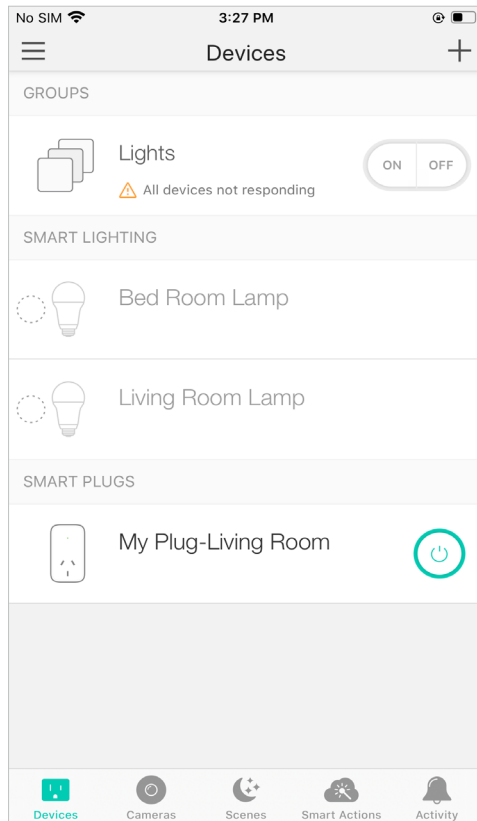 No SIM 3:27 PM
Devices
GROUPS
Lights
ON OFF
All devices not responding
SMART LIGHTING
Bed Room Lamp
Living Room Lamp
SMART PLUGS
My Plug-Living Room
Devices Cameras Scenes Smart Actions Activity